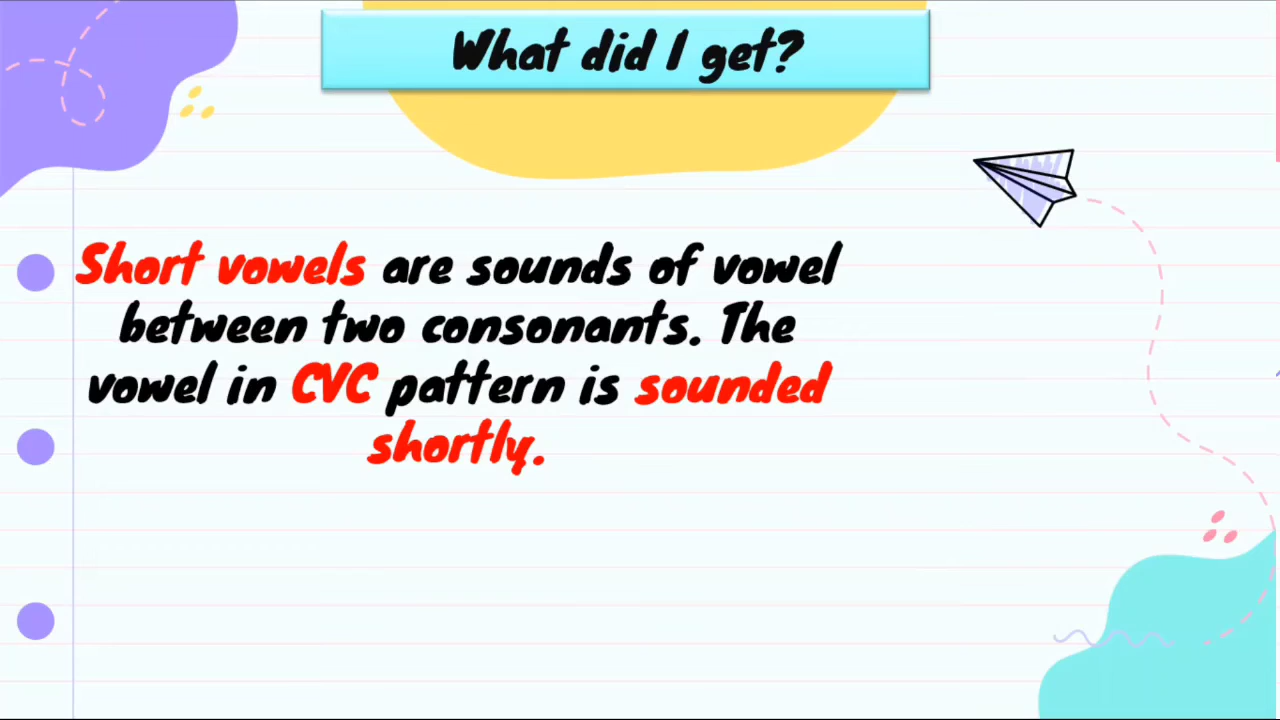 What did I get?
Short vowels are sounds of vowel
between two consonants. The
vowel in CVC pattern is sounded
shortly.